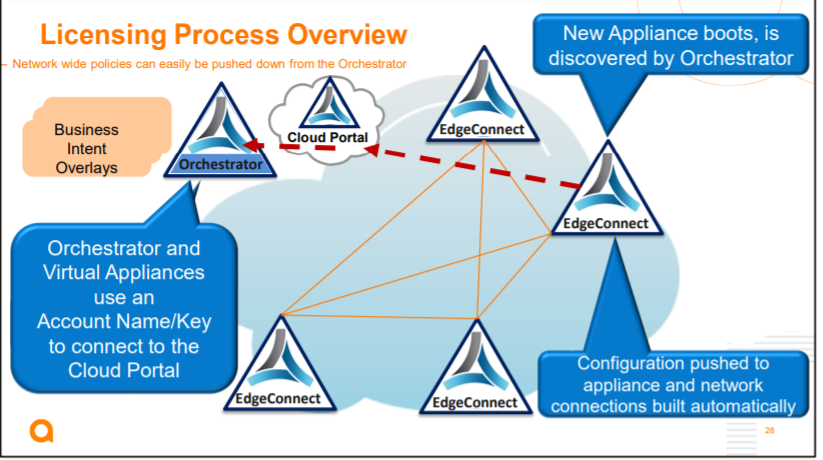 Licensing Process Overview
– Network wide policies can easily be pushed down from the Orchestrator
New Appliance boots, is
discovered by Orchestrator
Business
Intent
Overlays
Orchestrator
Cloud Portal
EdgeConnect
EdgeConnect
Orchestrator and
Virtual Appliances
use an
Account Name/Key
to connect to the
Cloud Portal
EdgeConnect
EdgeConnect
Configuration pushed to
appliance and network
connections built automatically
28